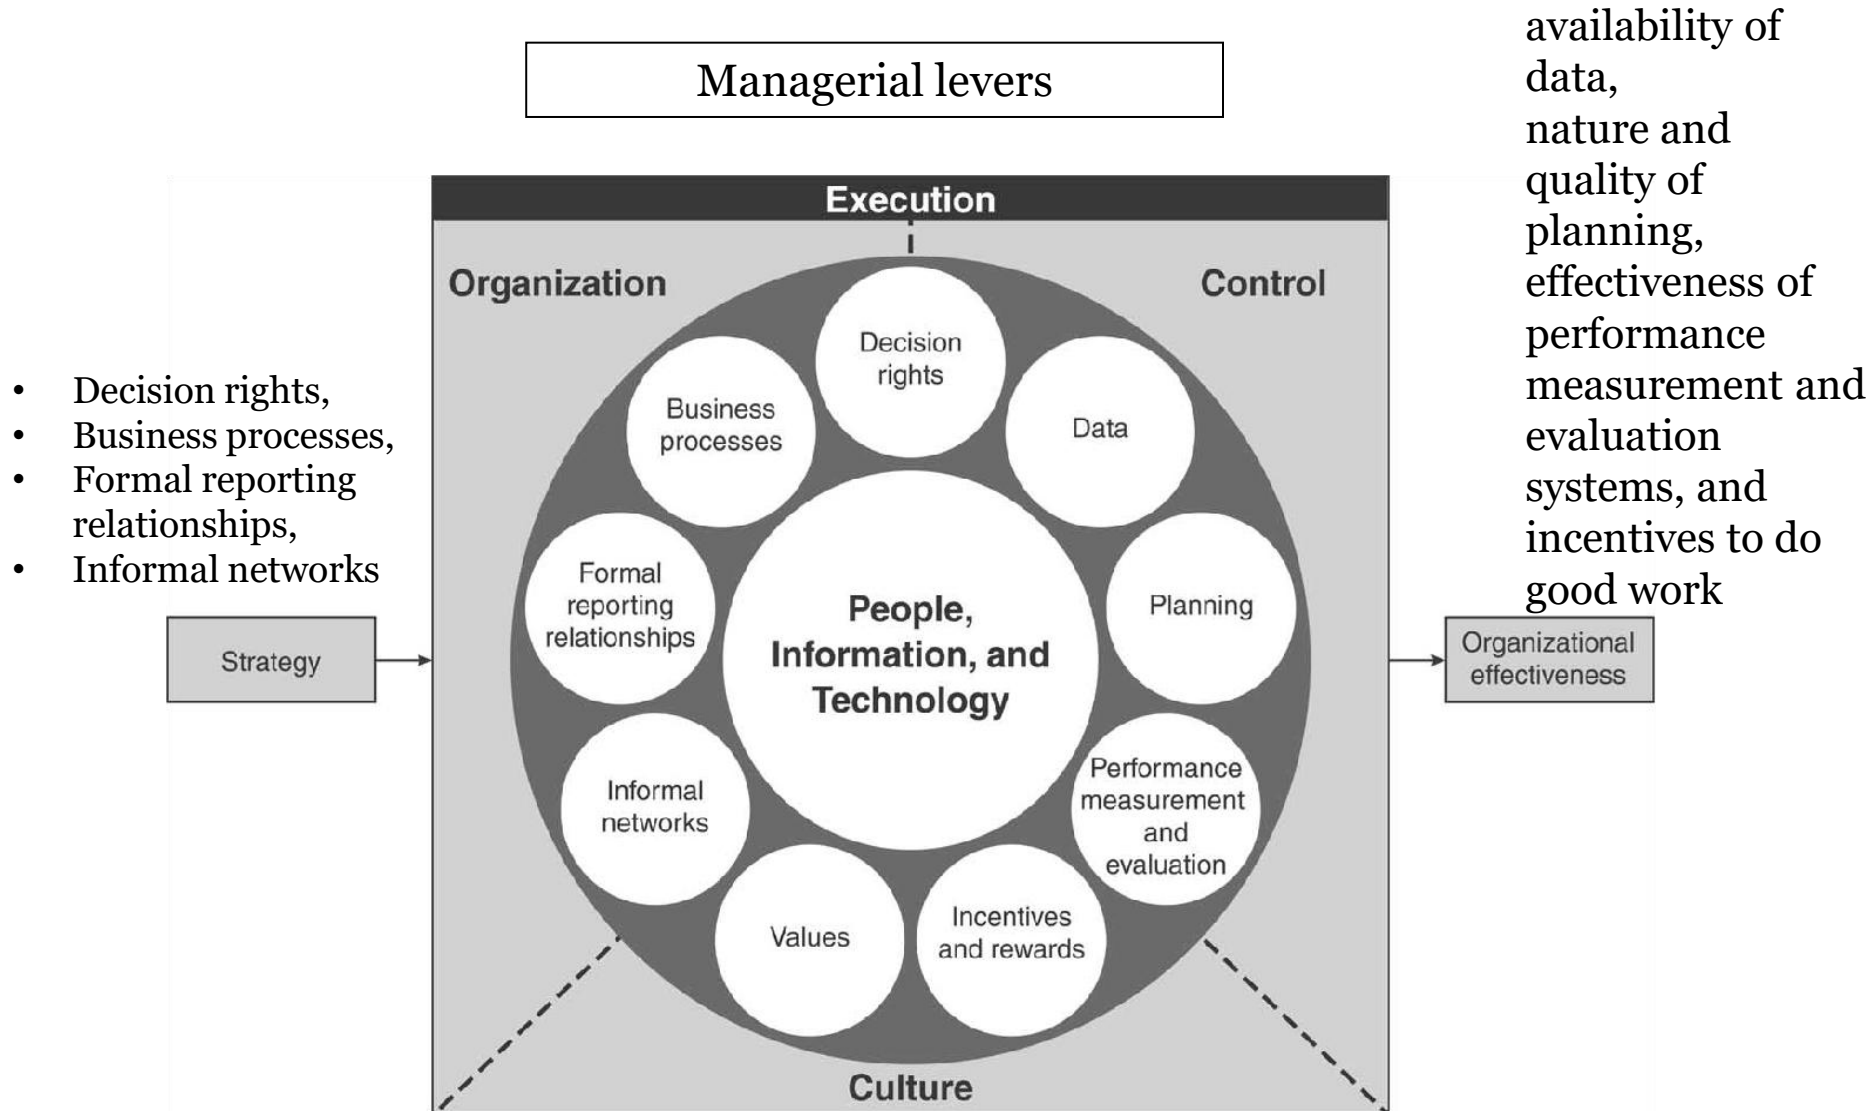 Managerial levers
availability of
data,
nature and
quality of
planning,
effectiveness of
performance
measurement and
evaluation
systems, and
incentives to do
good work
• Decision rights,
• Business processes,
• Formal reporting
relationships,
• Informal networks
Execution
Organization
Control
Decision
rights
Business
processes
Data
Formal
reporting
relationships
People,
Information, and
Technology
Planning
Strategy
Organizational
effectiveness
Informal
networks
Performance
measurement
and
evaluation
Values
Incentives
and rewards
Culture